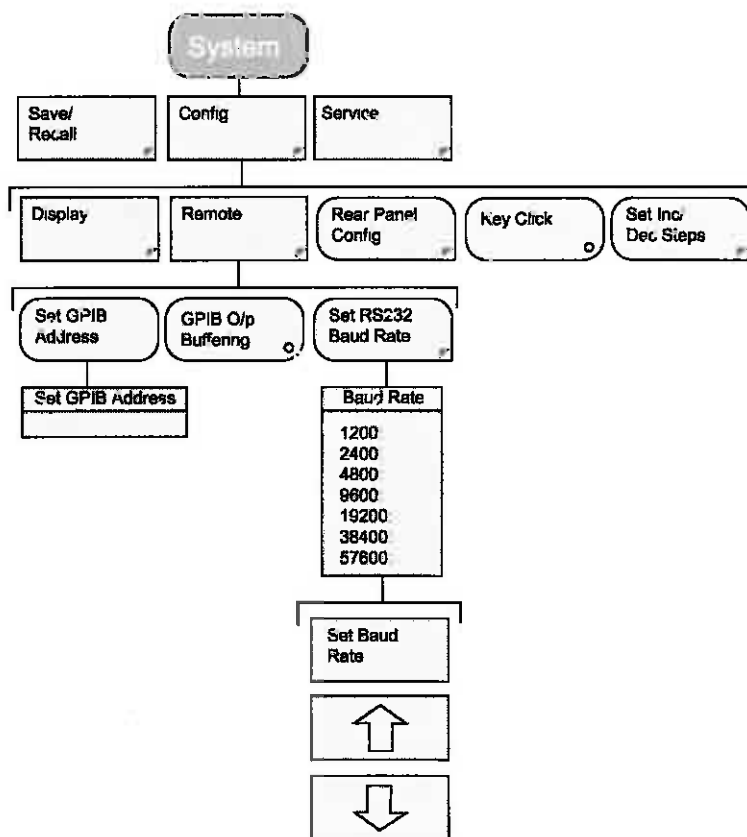 System
Save/
Recall
Config
Service
Display
Remote
Rear Panel
Config
Key Click
Set Inc/
Dec Steps
Set GPIB
Address
GPIB O/p
Buffering
Set RS232
Baud Rate
Set GPIB Address
Baud Rate
1200
2400
4800
9600
19200
38400
57600
Set Baud
Rate